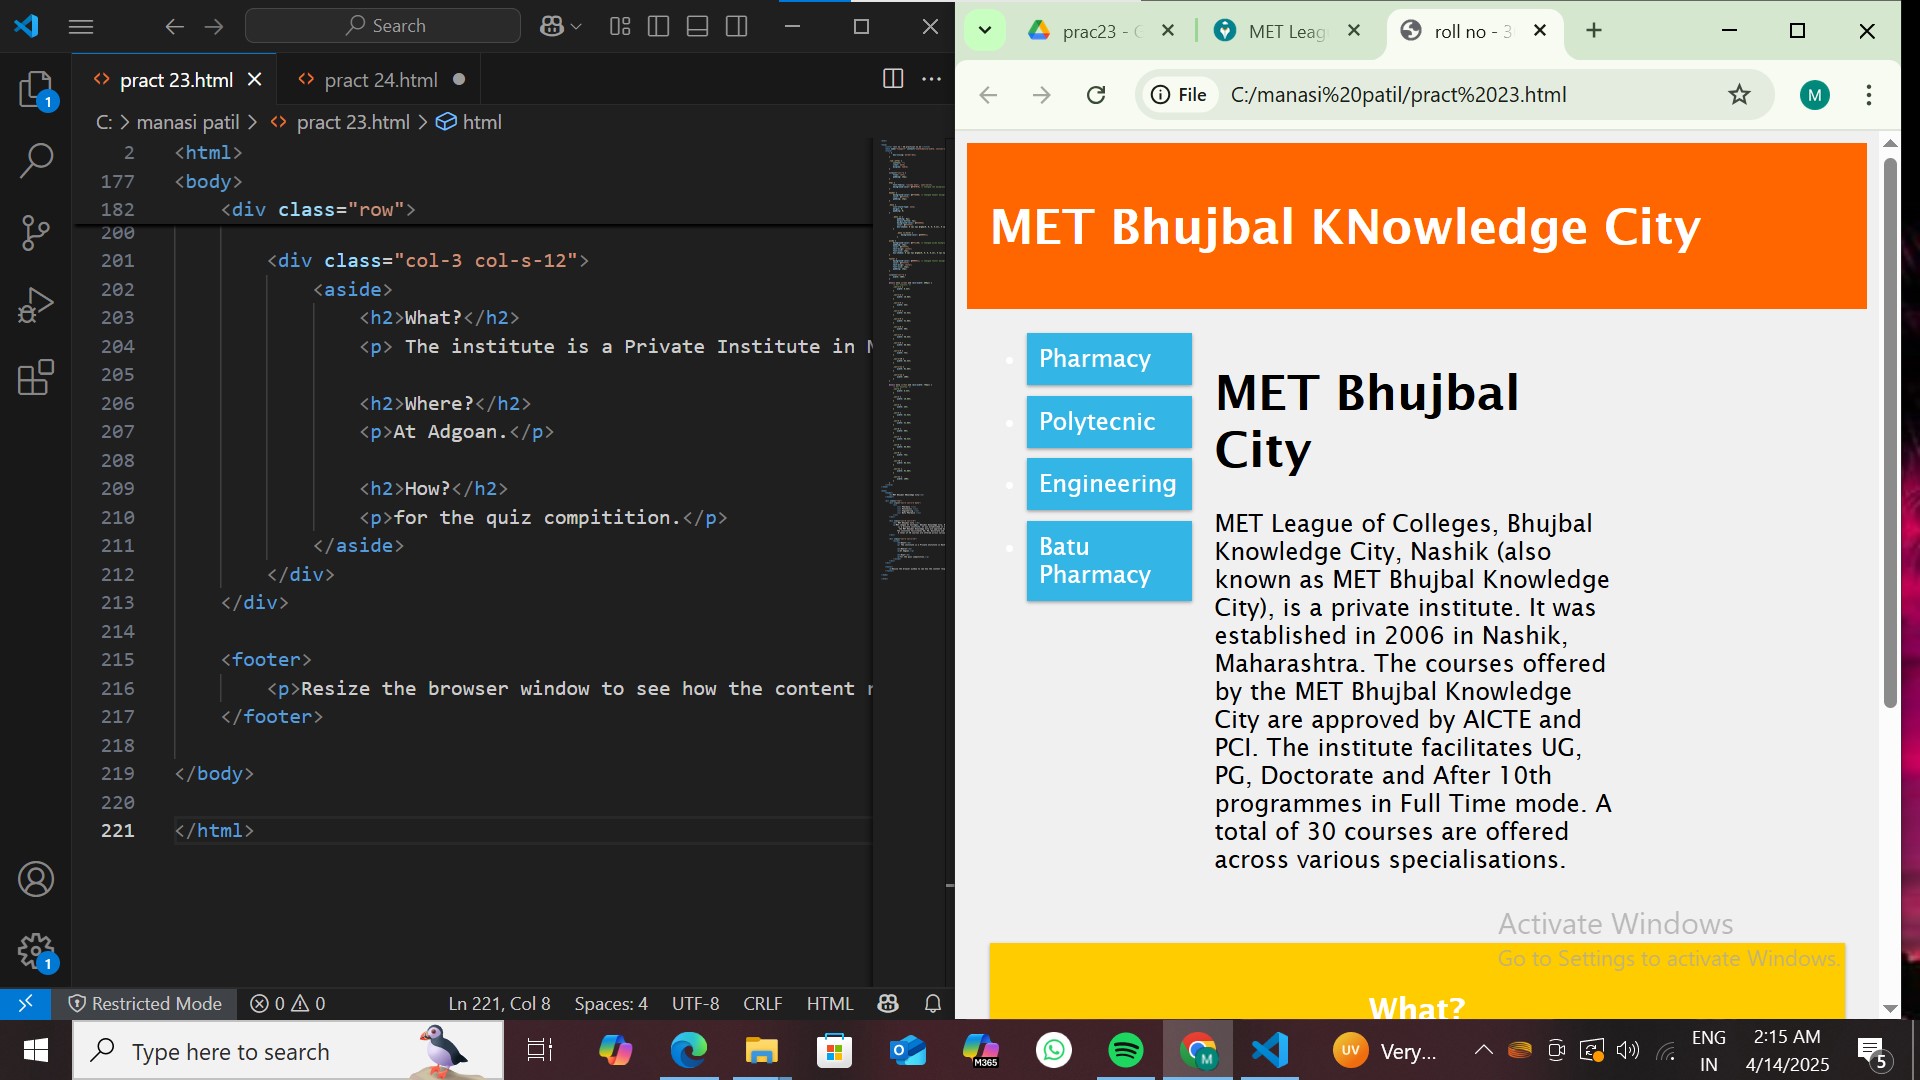 Search
pract 23.html
pract 24.html
C: > manasi patil > pract 23.html > html
2 <html>
177 <body>
182 <div class="row">
200
201 <div class="col-3 col-s-12">
202 <aside>
203 <h2>What?</h2>
204 <p> The institute is a Private Institute in
205
206 <h2>Where?</h2>
207 <p>At Adgoan.</p>
208
209 <h2>How?</h2>
210 <p>for the quiz compitition.</p>
211 </aside>
212 </div>
213 </div>
214
215 <footer>
216 <p>Resize the browser window to see how the content
217 </footer>
218
219 </body>
220
221 </html>
1
1
Restricted Mode
0
0
Ln 221, Col 8
Spaces: 4
UTF-8
CRLF
HTML
prac23 -
MET Leag
roll no - 3
File
C:/manasi%20patil/pract%2023.html
M
MET Bhujbal KNowledge City
Pharmacy
Polytecnic
Engineering
Batu
Pharmacy
MET Bhujbal
City
MET League of Colleges, Bhujbal
Knowledge City, Nashik (also
known as MET Bhujbal Knowledge
City), is a private institute. It was
established in 2006 in Nashik,
Maharashtra. The courses offered
by the MET Bhujbal Knowledge
City are approved by AICTE and
PCI. The institute facilitates UG,
PG, Doctorate and After 10th
programmes in Full Time mode. A
total of 30 courses are offered
across various specialisations.
Activate Windows
Go to Settings to activate Windows.
What?
Type here to search
M365
M
UV
Very...
ENG
IN
2:15 AM
4/14/2025
5